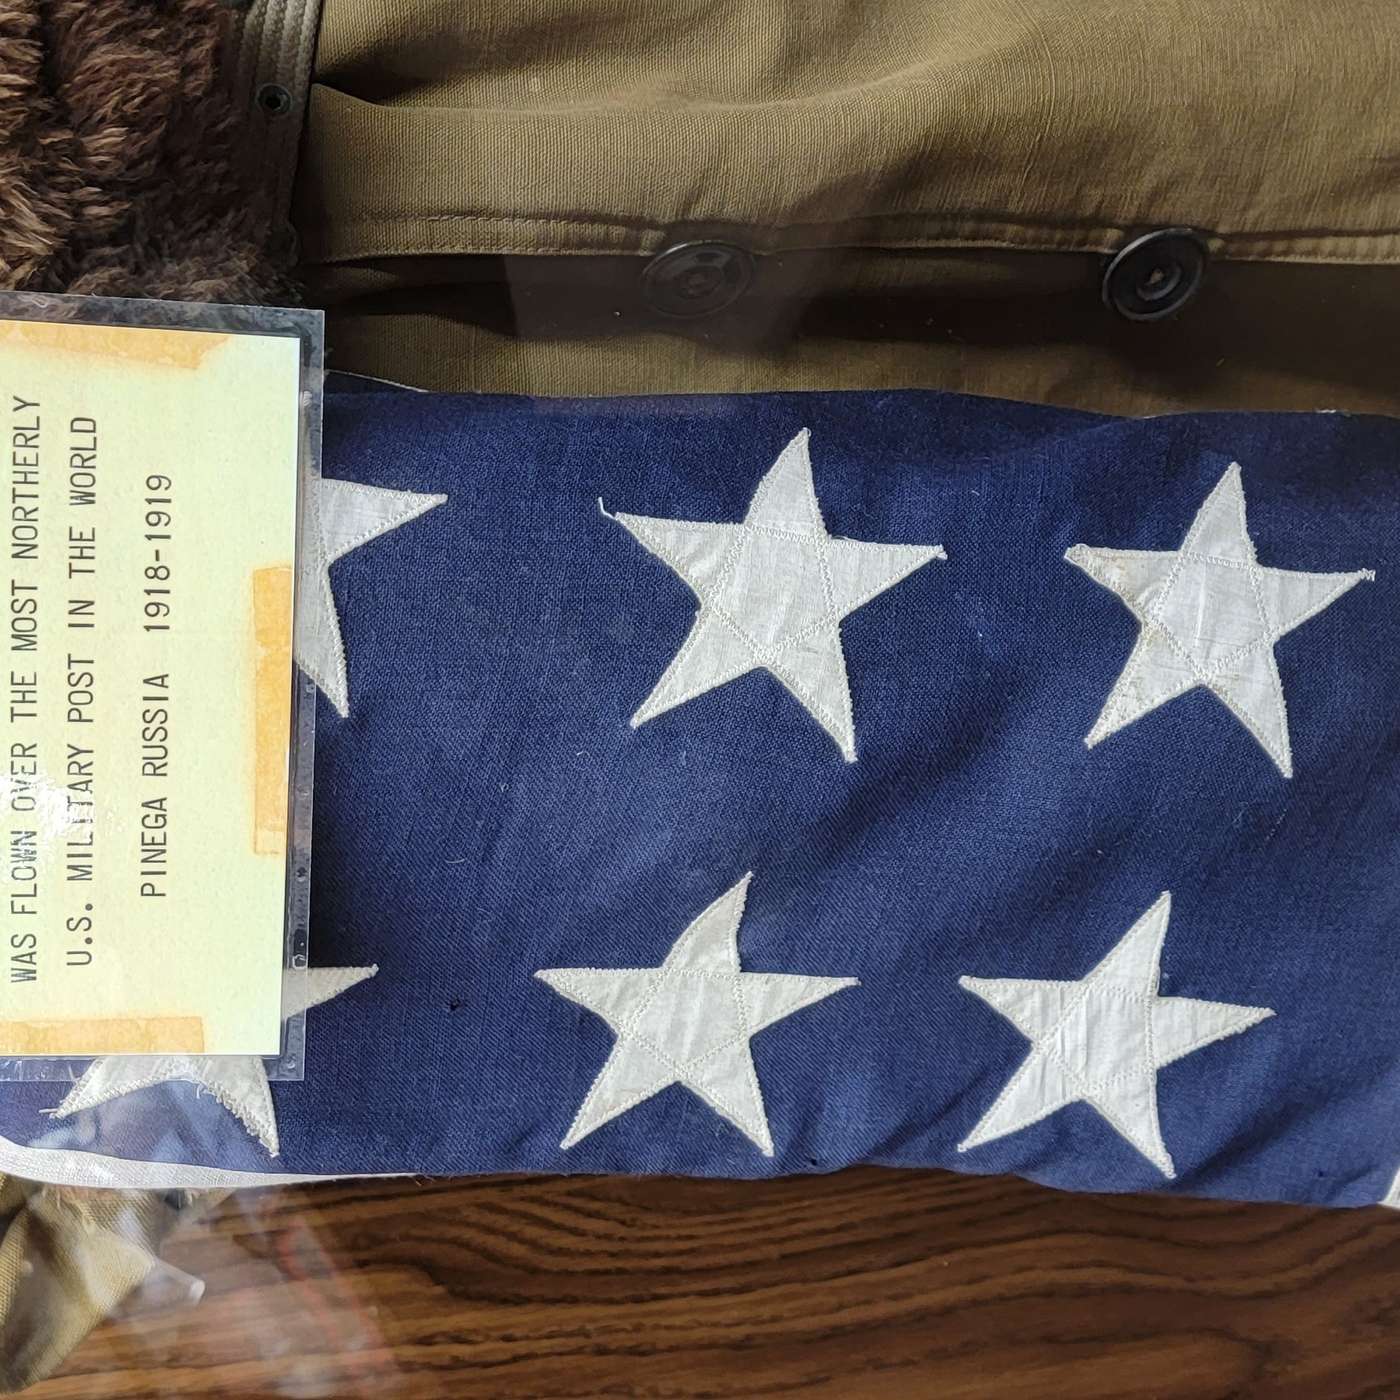 WAS FLOWN OVER THE MOST NORTHERLY
U.S. MILITARY POST IN THE WORLD
PINEGA RUSSIA 1918-1919